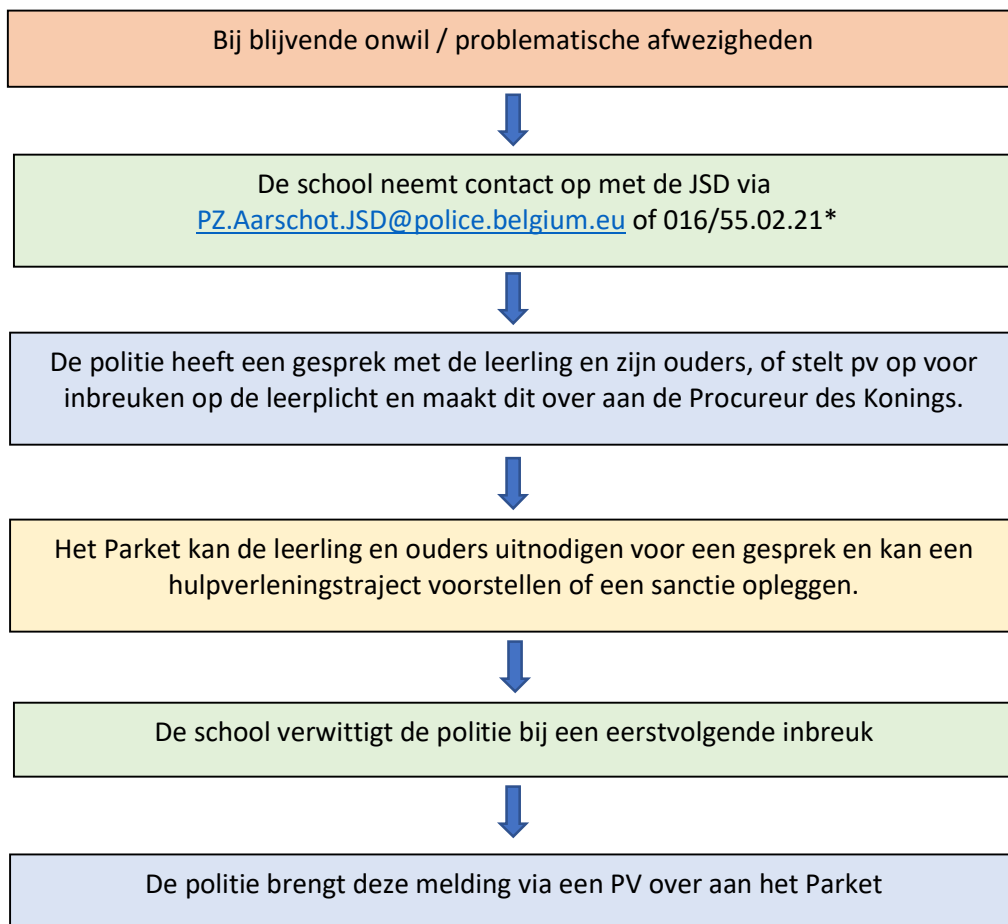 Bij blijvende onwil / problematische afwezigheden
De school neemt contact op met de JSD via
PZ.Aarschot.JSD@police.belgium.eu of 016/55.02.21*
De politie heeft een gesprek met de leerling en zijn ouders, of stelt pv op voor
inbreuken op de leerplicht en maakt dit over aan de Procureur des Konings.
Het Parket kan de leerling en ouders uitnodigen voor een gesprek en kan een
hulpverleningstraject voorstellen of een sanctie opleggen.
De school verwittigt de politie bij een eerstvolgende inbreuk
De politie brengt deze melding via een PV over aan het Parket